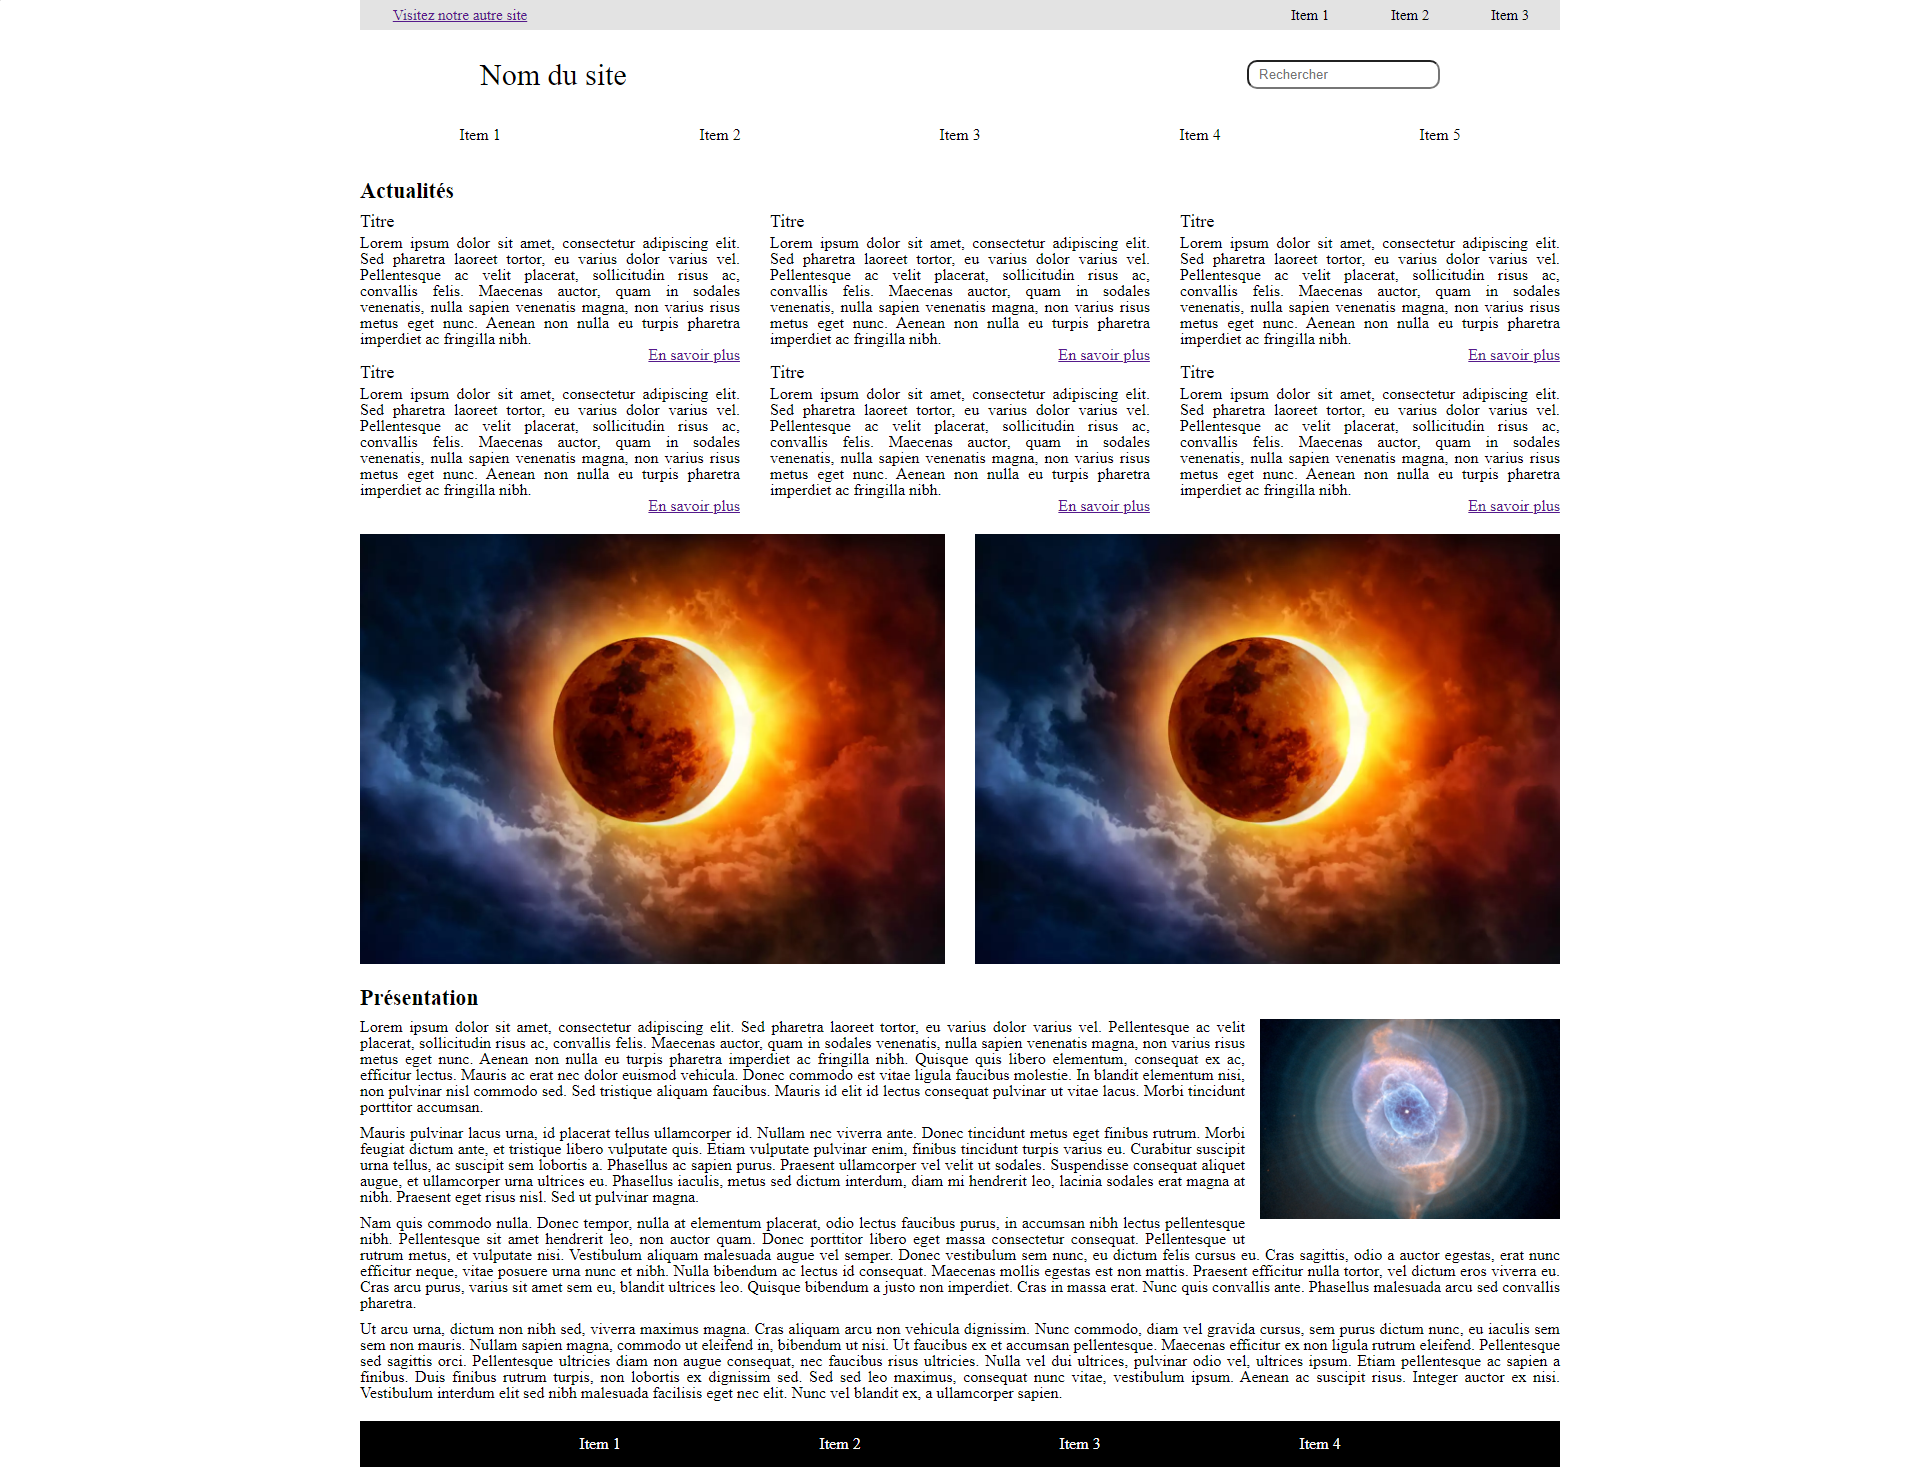 Visitez notre autre site
Item 1 Item 2 Item 3
Nom du site
Rechercher
Item 1 Item 2 Item 3 Item 4 Item 5
Actualités
Titre
Lorem ipsum dolor sit amet, consectetur adipiscing elit.
Sed pharetra laoreet tortor, eu varius dolor varius vel.
Pellentesque ac velit placerat, sollicitudin risus ac,
convallis felis. Maecenas auctor, quam in sodales
venenatis, nulla sapien venenatis magna, non varius risus
metus eget nunc. Aenean non nulla eu turpis pharetra
imperdiet ac fringilla nibh.
En savoir plus
Titre
Lorem ipsum dolor sit amet, consectetur adipiscing elit.
Sed pharetra laoreet tortor, eu varius dolor varius vel.
Pellentesque ac velit placerat, sollicitudin risus ac,
convallis felis. Maecenas auctor, quam in sodales
venenatis, nulla sapien venenatis magna, non varius risus
metus eget nunc. Aenean non nulla eu turpis pharetra
imperdiet ac fringilla nibh.
En savoir plus
Titre
Lorem ipsum dolor sit amet, consectetur adipiscing elit.
Sed pharetra laoreet tortor, eu varius dolor varius vel.
Pellentesque ac velit placerat, sollicitudin risus ac,
convallis felis. Maecenas auctor, quam in sodales
venenatis, nulla sapien venenatis magna, non varius risus
metus eget nunc. Aenean non nulla eu turpis pharetra
imperdiet ac fringilla nibh.
En savoir plus
Titre
Lorem ipsum dolor sit amet, consectetur adipiscing elit.
Sed pharetra laoreet tortor, eu varius dolor varius vel.
Pellentesque ac velit placerat, sollicitudin risus ac,
convallis felis. Maecenas auctor, quam in sodales
venenatis, nulla sapien venenatis magna, non varius risus
metus eget nunc. Aenean non nulla eu turpis pharetra
imperdiet ac fringilla nibh.
En savoir plus
Titre
Lorem ipsum dolor sit amet, consectetur adipiscing elit.
Sed pharetra laoreet tortor, eu varius dolor varius vel.
Pellentesque ac velit placerat, sollicitudin risus ac,
convallis felis. Maecenas auctor, quam in sodales
venenatis, nulla sapien venenatis magna, non varius risus
metus eget nunc. Aenean non nulla eu turpis pharetra
imperdiet ac fringilla nibh.
En savoir plus
Titre
Lorem ipsum dolor sit amet, consectetur adipiscing elit.
Sed pharetra laoreet tortor, eu varius dolor varius vel.
Pellentesque ac velit placerat, sollicitudin risus ac,
convallis felis. Maecenas auctor, quam in sodales
venenatis, nulla sapien venenatis magna, non varius risus
metus eget nunc. Aenean non nulla eu turpis pharetra
imperdiet ac fringilla nibh.
En savoir plus
Présentation
Lorem ipsum dolor sit amet, consectetur adipiscing elit. Sed pharetra laoreet tortor, eu varius dolor varius vel. Pellentesque ac velit
placerat, sollicitudin risus ac, convallis felis. Maecenas auctor, quam in sodales venenatis, nulla sapien venenatis magna, non varius risus
metus eget nunc. Aenean non nulla eu turpis pharetra imperdiet ac fringilla nibh. Quisque quis libero elementum, consequat ex ac,
efficitur lectus. Mauris ac erat nec dolor euismod vehicula. Donec commodo est vitae ligula faucibus molestie. In blandit elementum nisi,
non pulvinar nisl commodo sed. Sed tristique aliquam faucibus. Mauris id elit id lectus consequat pulvinar ut vitae lacus. Morbi tincidunt
porttitor accumsan.
Mauris pulvinar lacus urna, id placerat tellus ullamcorper id. Nullam nec viverra ante. Donec tincidunt metus eget finibus rutrum. Morbi
feugiat dictum ante, et tristique libero vulputate quis. Etiam vulputate pulvinar enim, finibus tincidunt turpis varius eu. Curabitur suscipit
urna tellus, ac suscipit sem lobortis a. Phasellus ac sapien purus. Praesent ullamcorper vel velit ut sodales. Suspendisse consequat aliquet
augue, et ullamcorper urna ultrices eu. Phasellus iaculis, metus sed dictum interdum, diam mi hendrerit leo, lacinia sodales erat magna at
nibh. Praesent eget risus nisl. Sed ut pulvinar magna.
Nam quis commodo nulla. Donec tempor, nulla at elementum placerat, odio lectus faucibus purus, in accumsan nibh lectus pellentesque
nibh. Pellentesque sit amet hendrerit leo, non auctor quam. Donec porttitor libero eget massa consectetur consequat. Pellentesque ut
rutrum metus, et vulputate nisi. Vestibulum aliquam malesuada augue vel semper. Donec vestibulum sem nunc, eu dictum felis cursus eu. Cras sagittis, odio a auctor egestas, erat nunc
efficitur neque, vitae posuere urna nunc et nibh. Nulla bibendum ac lectus id consequat. Maecenas mollis egestas est non mattis. Praesent efficitur nulla tortor, vel dictum eros viverra eu.
Cras arcu purus, varius sit amet sem eu, blandit ultrices leo. Quisque bibendum a justo non imperdiet. Cras in massa erat. Nunc quis convallis ante. Phasellus malesuada arcu sed convallis
pharetra.
Ut arcu urna, dictum non nibh sed, viverra maximus magna. Cras aliquam arcu non vehicula dignissim. Nunc commodo, diam vel gravida cursus, sem purus dictum nunc, eu iaculis sem
sem non mauris. Nullam sapien magna, commodo ut eleifend in, bibendum ut nisi. Ut faucibus ex et accumsan pellentesque. Maecenas efficitur ex non ligula rutrum eleifend. Pellentesque
sed sagittis orci. Pellentesque ultricies diam non augue consequat, nec faucibus risus ultricies. Nulla vel dui ultrices, pulvinar odio vel, ultrices ipsum. Etiam pellentesque ac sapien a
finibus. Duis finibus rutrum turpis, non lobortis ex dignissim sed. Sed sed leo maximus, consequat nunc vitae, vestibulum ipsum. Aenean ac suscipit risus. Integer auctor ex nisi.
Vestibulum interdum elit sed nibh malesuada facilisis eget nec elit. Nunc vel blandit ex, a ullamcorper sapien.
Item 1 Item 2 Item 3 Item 4